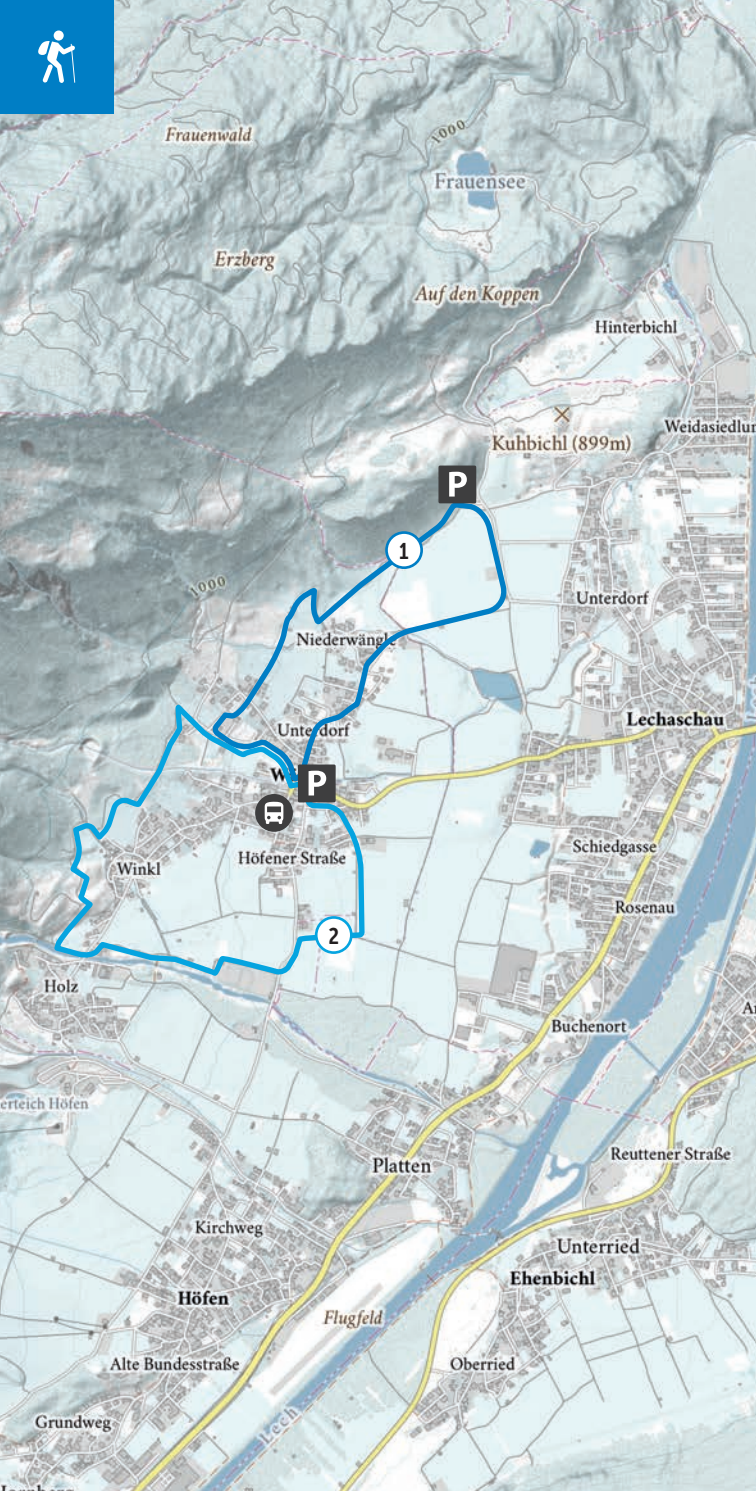 Frauenwald
1000
Frauensee
Erzberg
Auf den Koppen
Hinterbichl
Weidasiedlun
Kuhbichl (899m)
P
1
1000
Unterdorf
Niederwängle
Lechaschau
Unterdorf
P
Schiedgasse
Höfener Straße
Winkl
Rosenau
2
Holz
Buchenort
erteich Höfen
Reuttener Straße
Platten
Kirchweg
Unterried
Ehenbichl
Höfen
Flugfeld
Alte Bundesstraße
Oberried
Grundweg
Lech